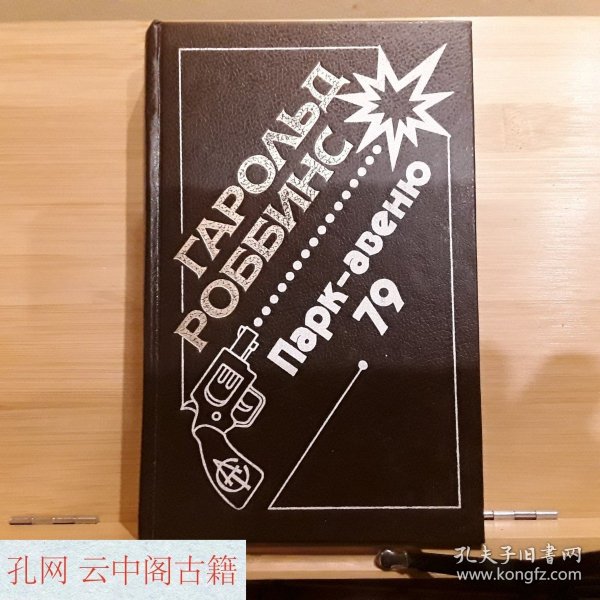 ГАРОЛЬД
РОББИНС
Парк-авеню
79
孔网 云中阁古籍
孔夫子旧书网
www.kongfz.com